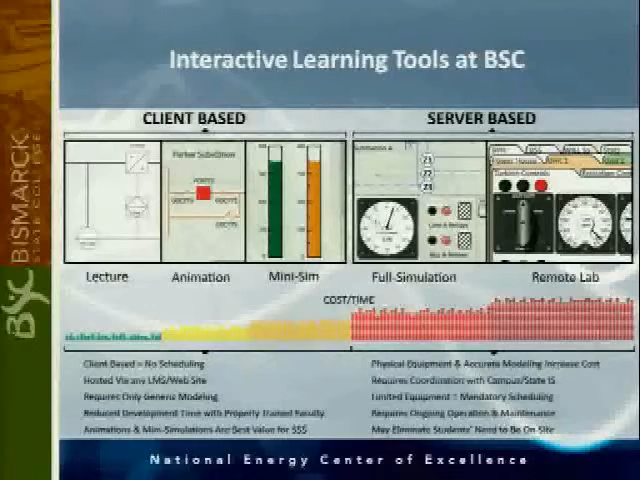 Interactive Learning Tools at BSC
CLIENT BASED
SERVER BASED
BISMARCK
STATE COLLEGE
Parker Substation
Turbine Controls
Lecture
Animation
Mini-Sim
Full-Simulation
Remote Lab
COST/TIME
Client Based = No Scheduling
Hosted Via any LMS/Web Site
Requires Only Generic Modeling
Reduced Development Time with Properly Trained Faculty
Animations & Mini-Simulations Are Best Value for $$$
Physical Equipment & Accurate Modeling Increase Cost
Requires Coordination with Campus/State IS
Limited Equipment = Mandatory Scheduling
Requires Ongoing Operation & Maintenance
May Eliminate Students' Need to Be On-Site
National Energy Center of Excellence